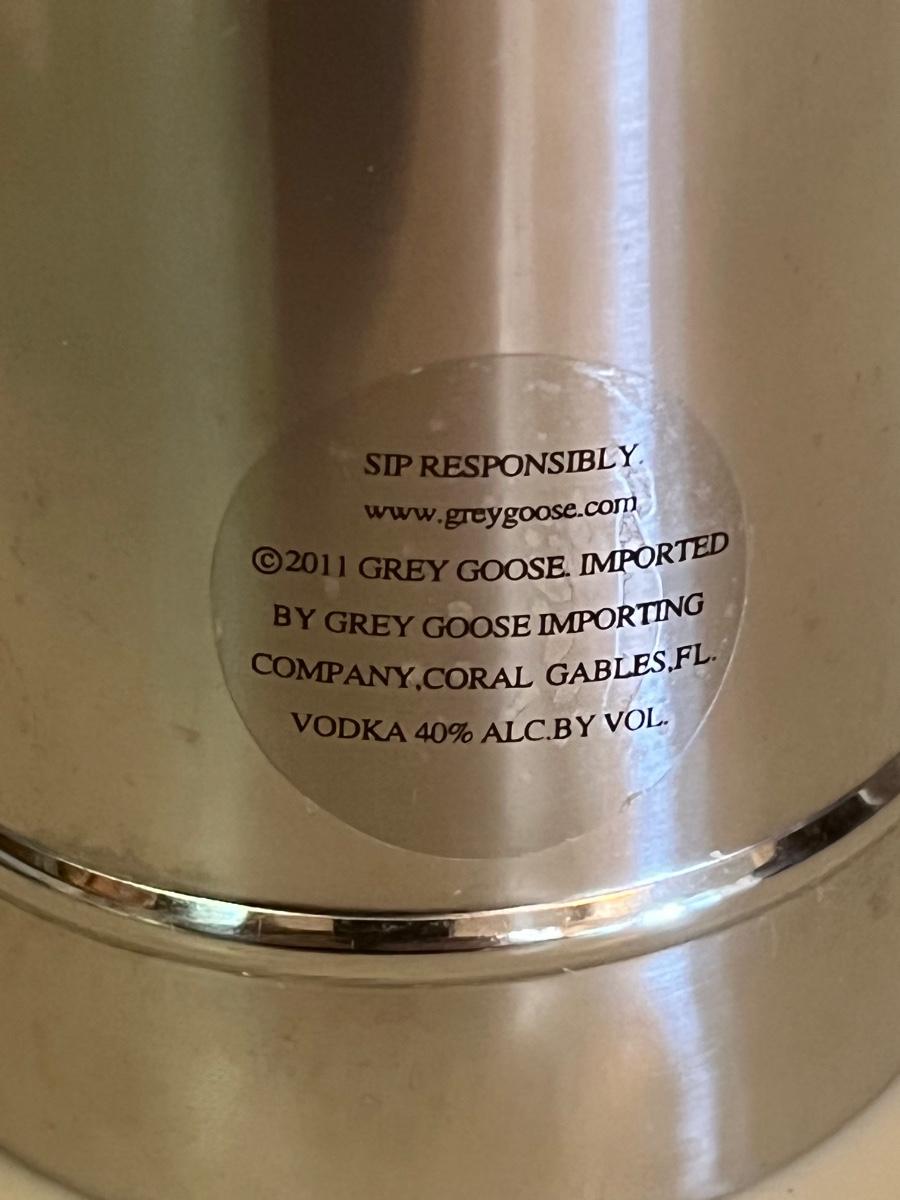 SIP RESPONSIBLY.
www.greygoose.com
©2011 GREY GOOSE. IMPORTED
BY GREY GOOSE IMPORTING
COMPANY,CORAL GABLES,FL.
VODKA 40% ALC.BY VOL.